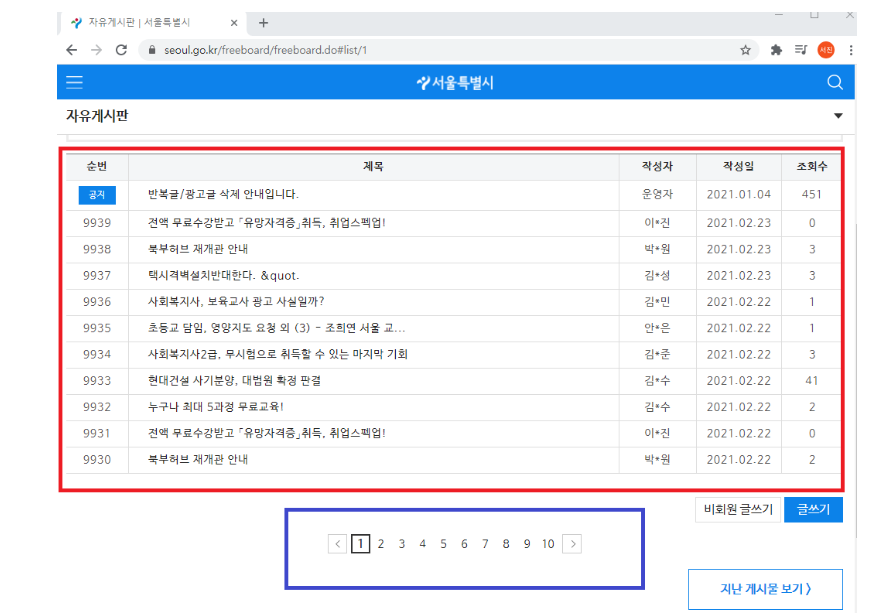 자유게시판 | 서울특별시
seoul.go.kr/freeboard/freeboard.do#list/1
서진
서울특별시
자유게시판
순번 제목 작성자 작성일 조회수
공지 반복글/광고글 삭제 안내입니다. 운영자 2021.01.04 451
9939 전액 무료수강받고 「유망자격증」취득, 취업스펙업! 이*진 2021.02.23 0
9938 북부허브 재개관 안내 박*원 2021.02.23 3
9937 택시격벽설치반대한다. &quot. 김*성 2021.02.23 3
9936 사회복지사, 보육교사 광고 사실일까? 김*민 2021.02.22 1
9935 초등교 담임, 영양지도 요청 외 (3) - 조희연 서울 교... 안*은 2021.02.22 1
9934 사회복지사2급, 무시험으로 취득할 수 있는 마지막 기회 김*준 2021.02.22 3
9933 현대건설 사기분양, 대법원 확정 판결 김*수 2021.02.22 41
9932 누구나 최대 5과정 무료교육! 김*수 2021.02.22 2
9931 전액 무료수강받고 「유망자격증」취득, 취업스펙업! 이*진 2021.02.22 0
9930 북부허브 재개관 안내 박*원 2021.02.22 2
비회원 글쓰기 글쓰기
< 1 2 3 4 5 6 7 8 9 10 >
지난 게시물 보기 〉